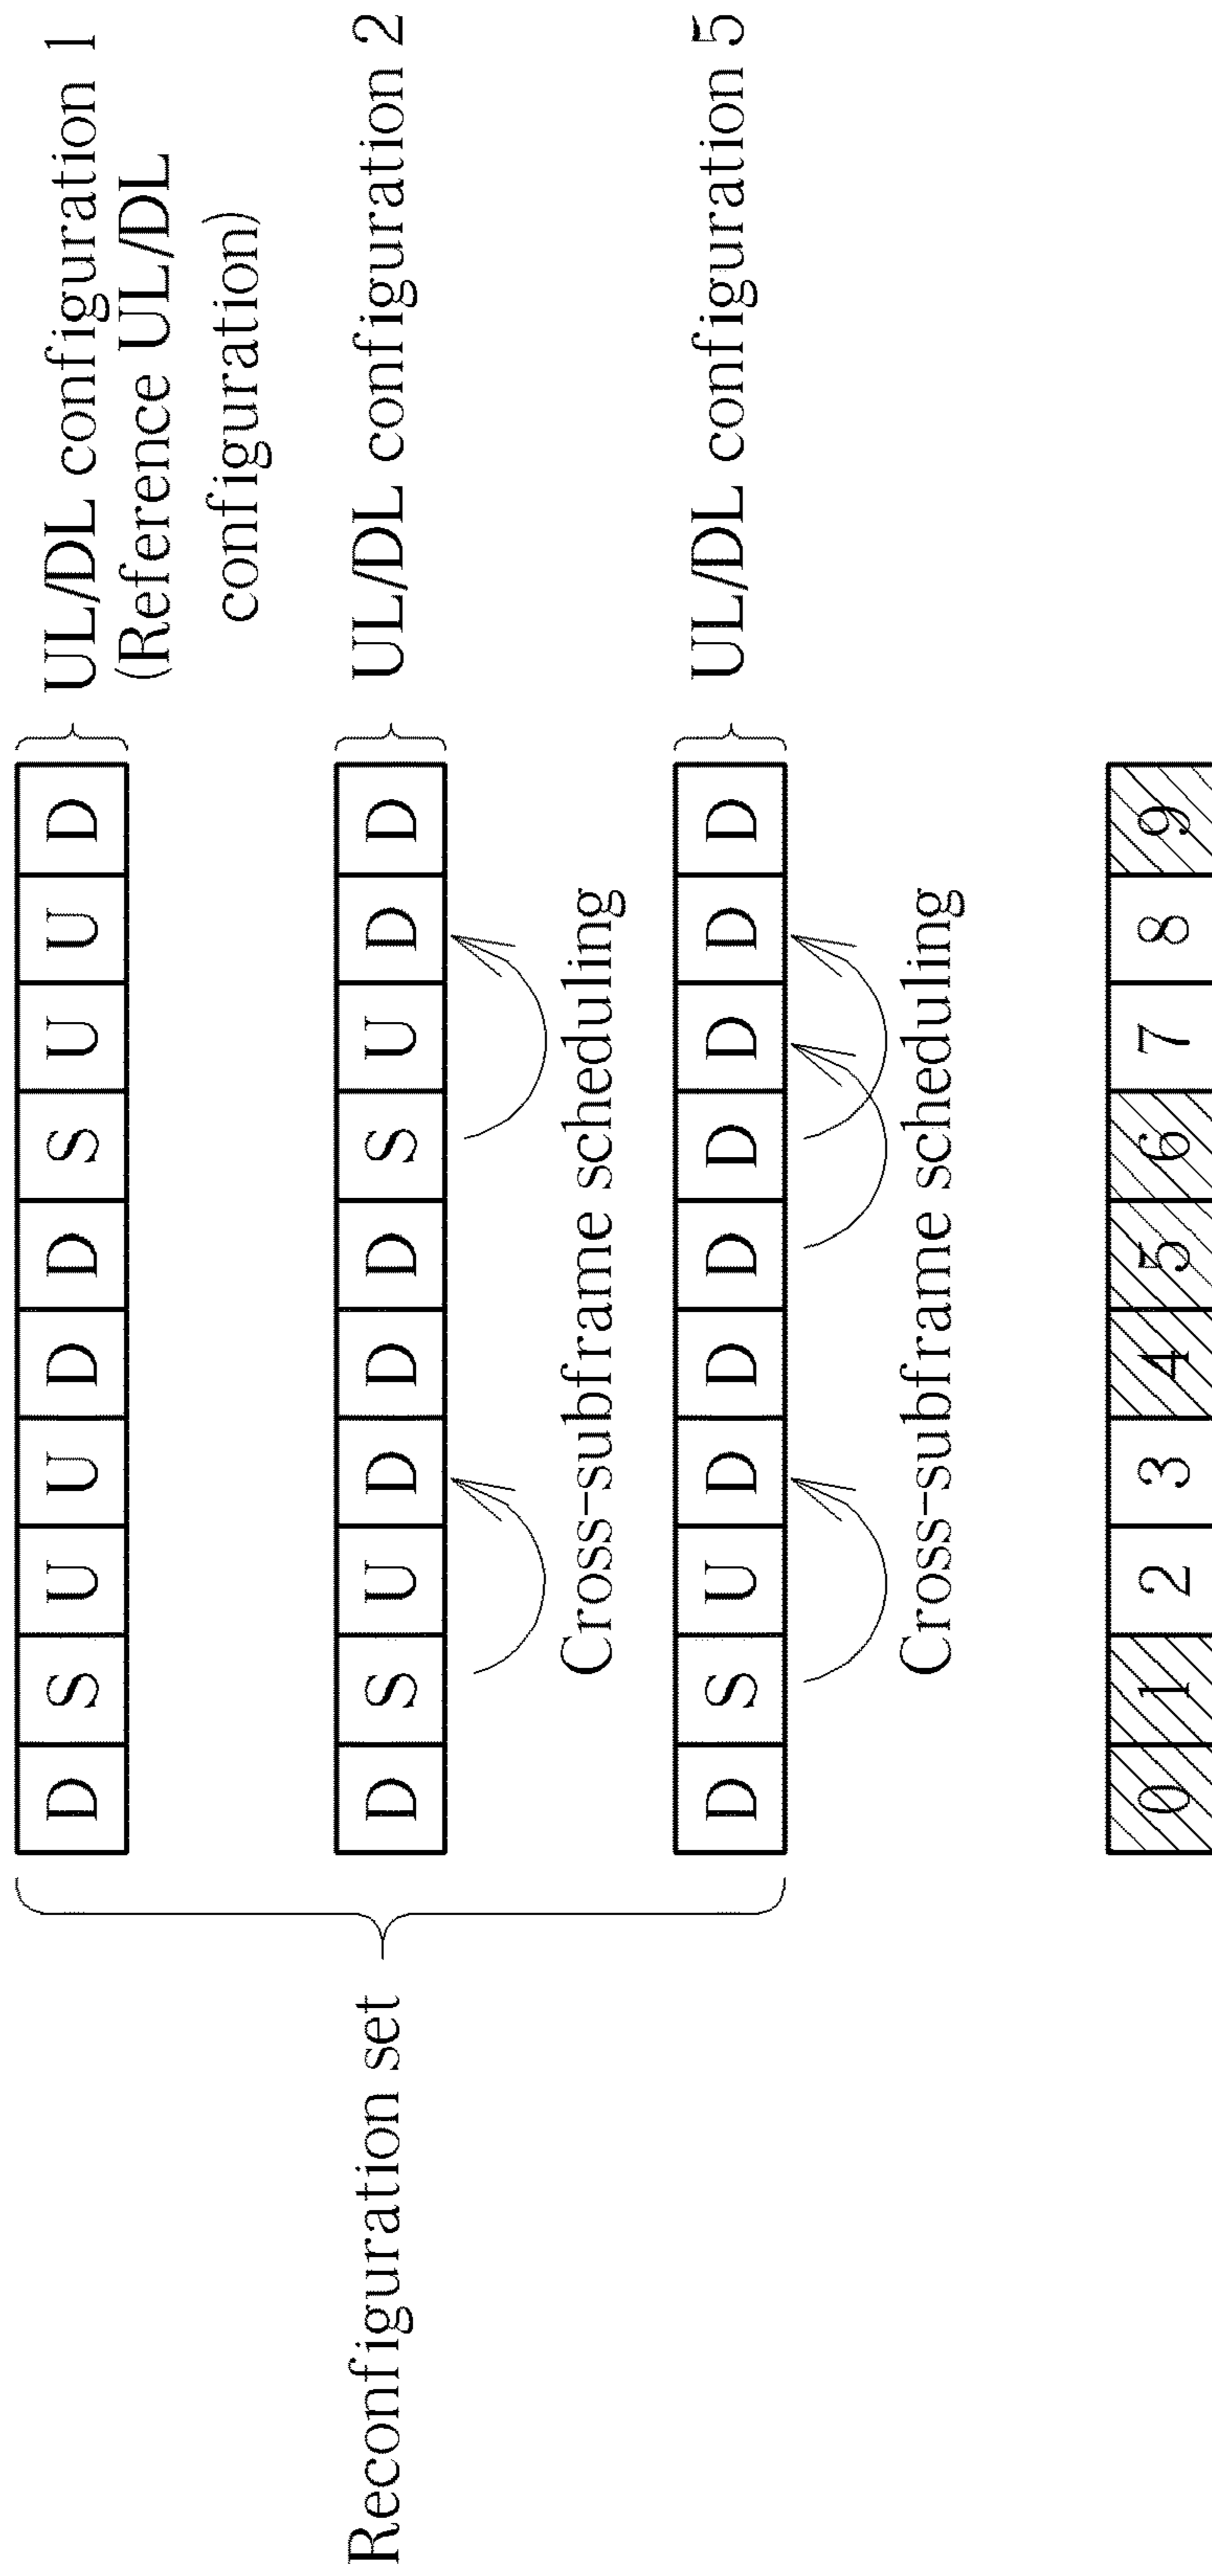 D S U U D D S U U D
UL/DL configuration 1
(Reference UL/DL
configuration)
Reconfiguration set
D S U D D D S U D D
UL/DL configuration 2
Cross-subframe scheduling
D S U D D D D D D D
UL/DL configuration 5
Cross-subframe scheduling
0 1 2 3 4 5 6 7 8 9